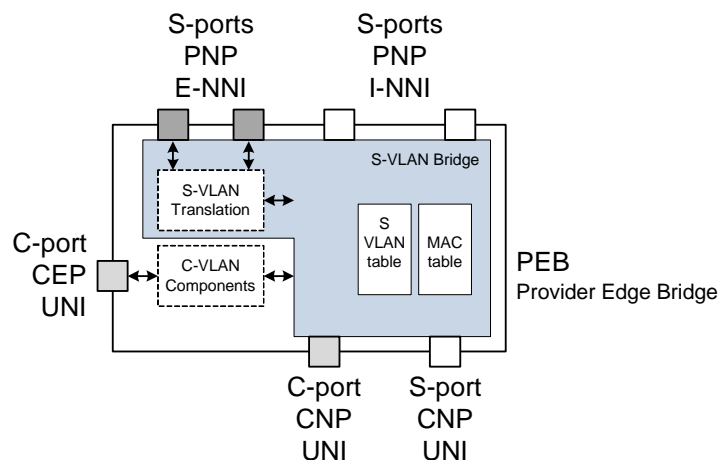 S-ports
PNP
E-NNI
S-ports
PNP
I-NNI
S-VLAN Bridge
S-VLAN
Translation
S
VLAN
table
MAC
table
C-port
CEP
UNI
C-VLAN
Components
PEB
Provider Edge Bridge
C-port
CNP
UNI
S-port
CNP
UNI